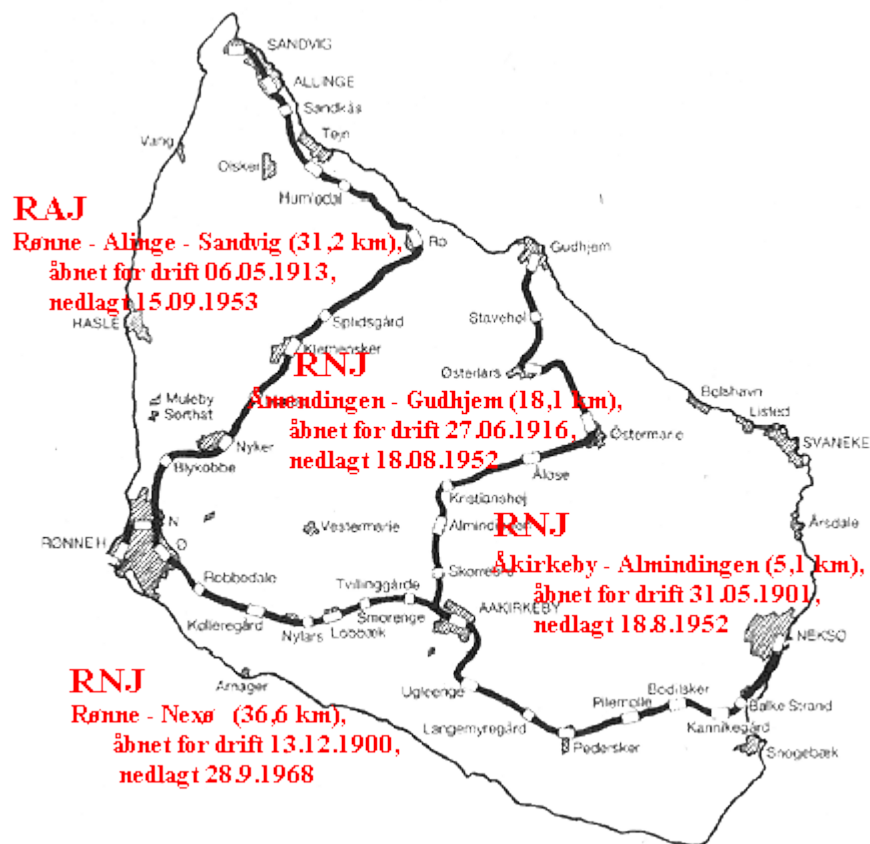 SANDVIG
ALLINGE
Sandkås
Tejn
Vang
Olsker
Humledal
RAJ
Rønne - Alinge - Sandvig (31,2 km),
åbnet for drift 06.05.1913,
nedlagt 15.09.1953
Ro
Gudhjem
HASLE
Splidsgård
Klemensker
Stavehøl
Østerlars
RNJ
Åmendingen - Gudhjem (18,1 km),
åbnet for drift 27.06.1916,
nedlagt 18.08.1952
Muleby
Sorthat
Bølshavn
Listed
SVANEKE
Østermarie
Nyker
Blykobbe
Åløse
Kristianshøj
RNJ
Åkirkeby - Almindingen (5,1 km),
åbnet for drift 31.05.1901,
nedlagt 18.8.1952
Årsdale
N
Vestermarie
RØNNE H
Ø
Robbedale
Tvillinggårde
AAKIRKEBY
Smørenge
Kølleregård
Nylars
Lobbæk
NEKSØ
RNJ
Rønne - Nexø (36,6 km),
åbnet for drift 13.12.1900,
nedlagt 28.9.1968
Arnager
Ugleenge
Bodilsker
Pilemølle
Balke Strand
Langemyregård
Kannikegård
Pedersker
Snogebæk